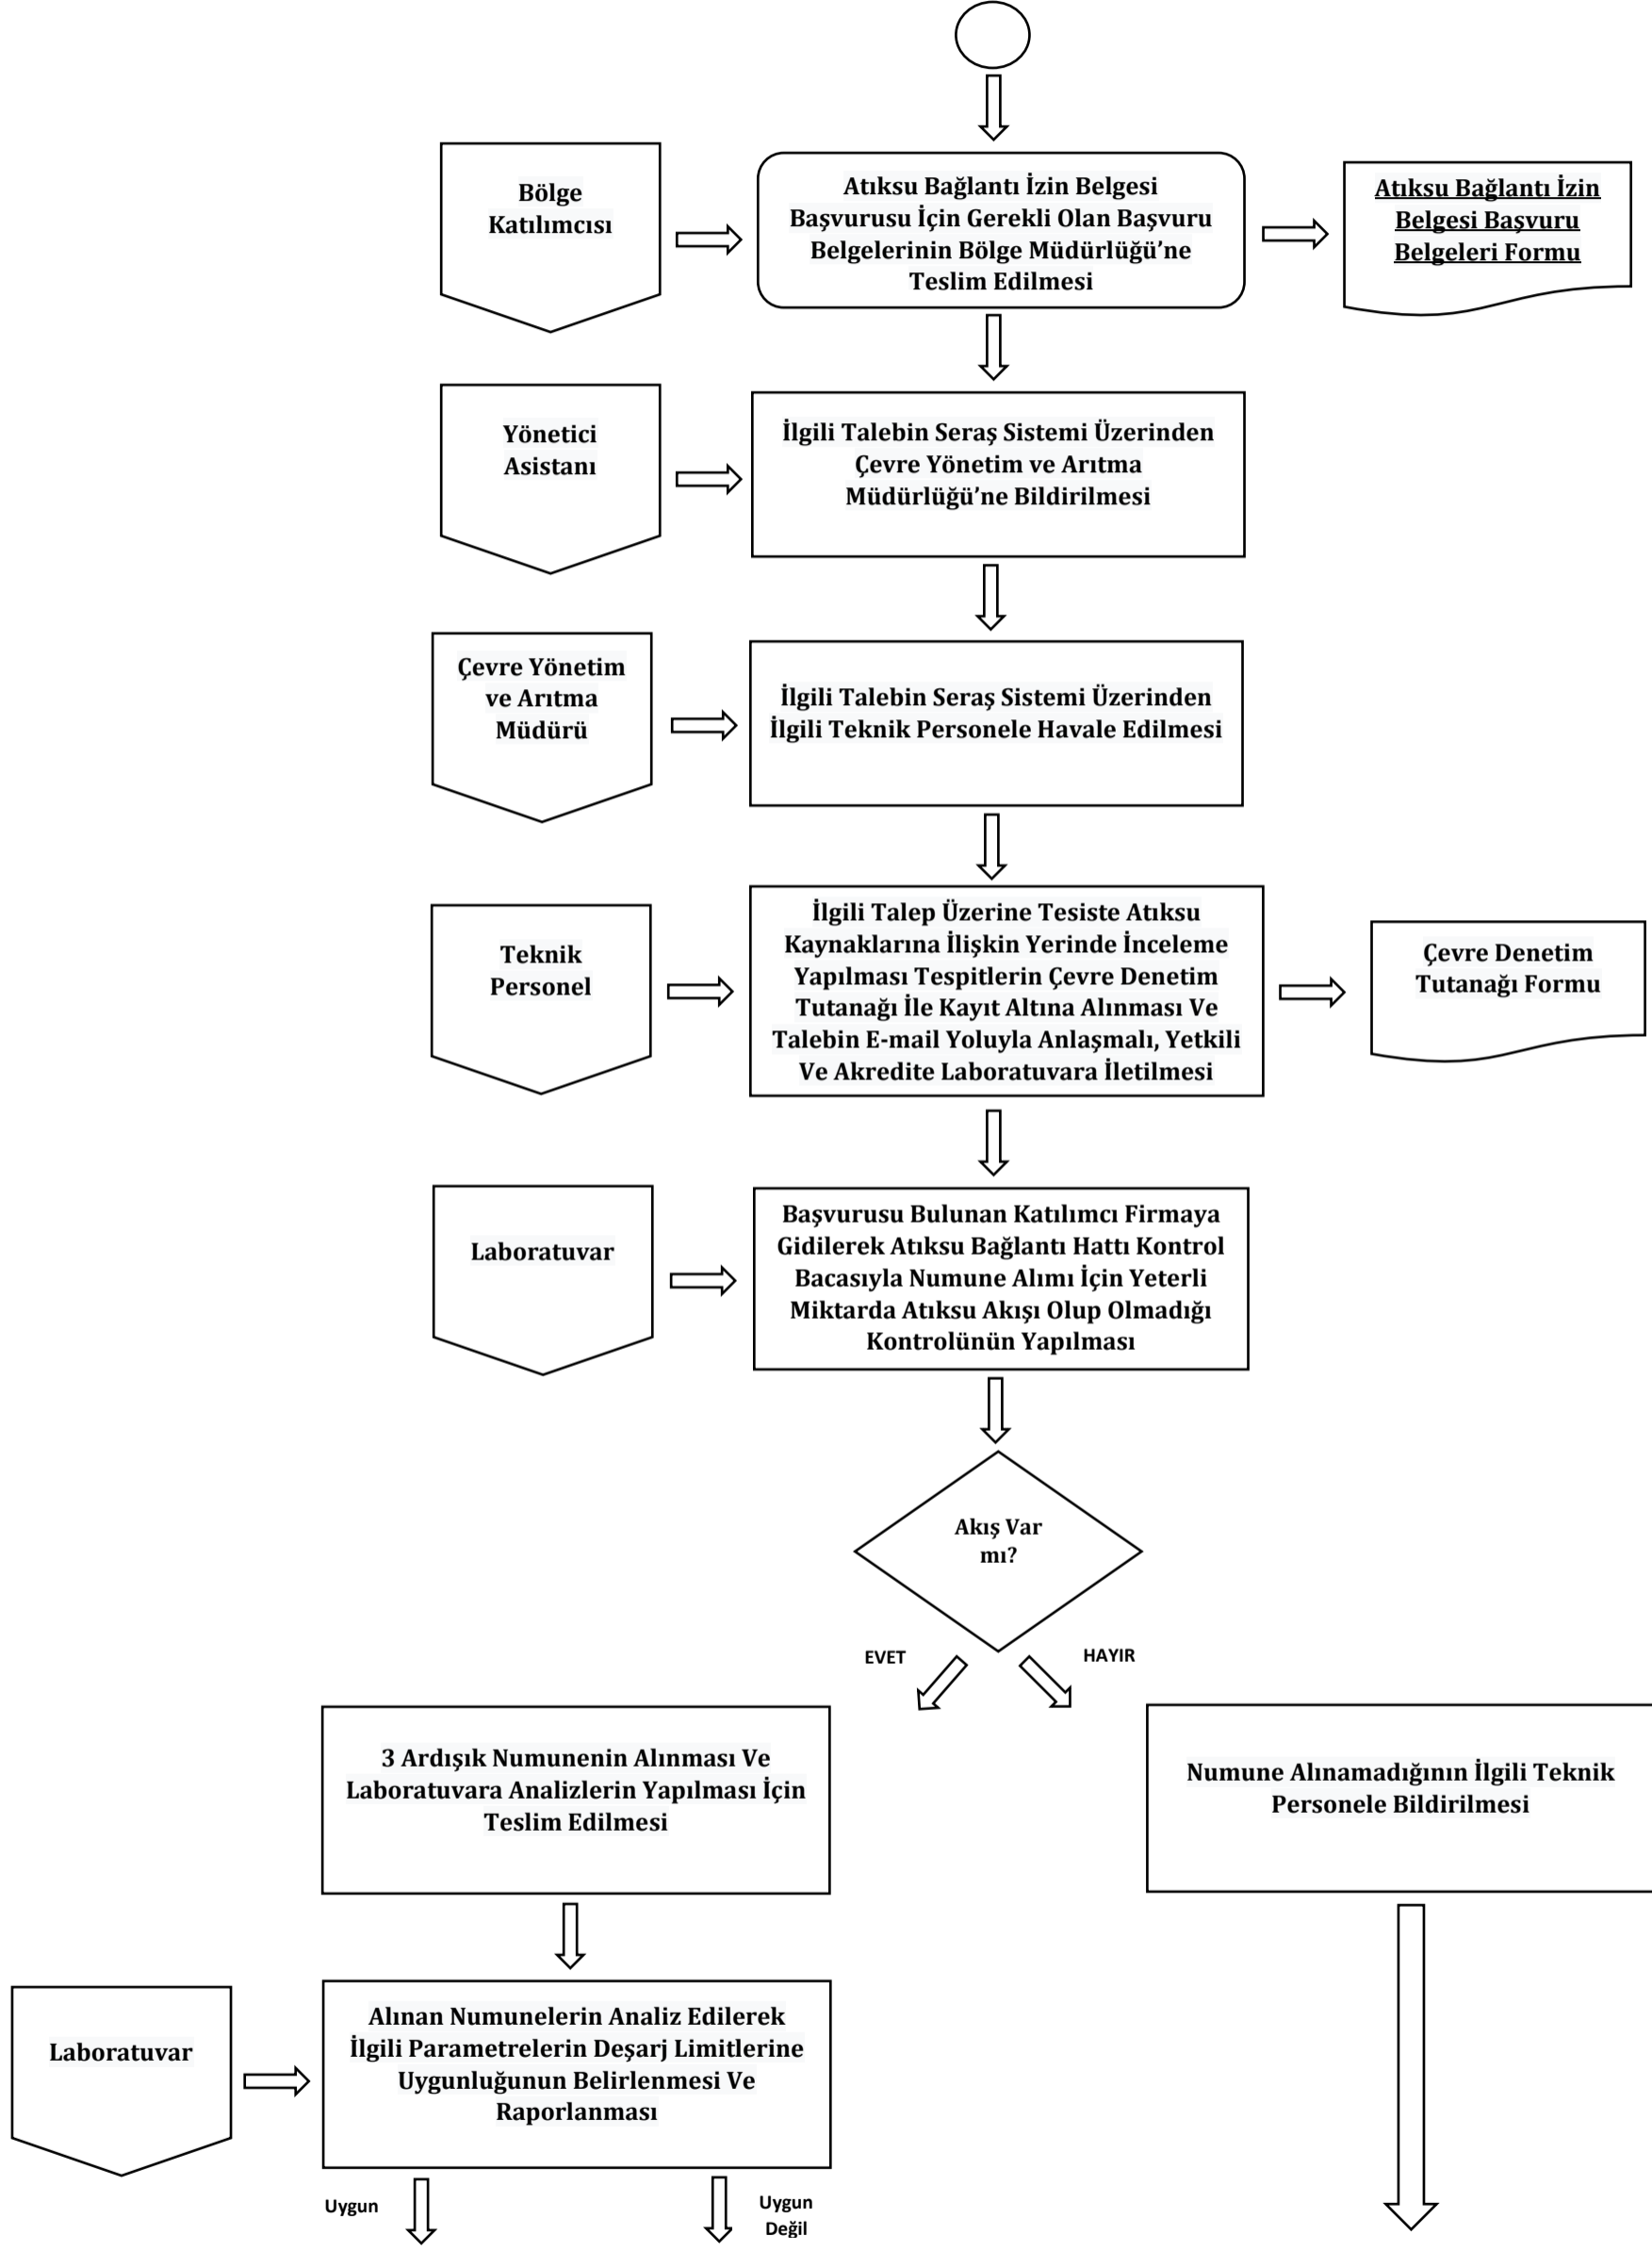 Bölge
Katılımcısı
Atıksu Bağlantı İzin Belgesi
Başvurusu İçin Gerekli Olan Başvuru
Belgelerinin Bölge Müdürlüğü’ne
Teslim Edilmesi
Atıksu Bağlantı İzin
Belgesi Başvuru
Belgeleri Formu
Yönetici
Asistanı
İlgili Talebin Seraş Sistemi Üzerinden
Çevre Yönetim ve Arıtma
Müdürlüğü’ne Bildirilmesi
Çevre Yönetim
ve Arıtma
Müdürü
İlgili Talebin Seraş Sistemi Üzerinden
İlgili Teknik Personele Havale Edilmesi
Teknik
Personel
İlgili Talep Üzerine Tesiste Atıksu
Kaynaklarına İlişkin Yerinde İnceleme
Yapılması Tespitlerin Çevre Denetim
Tutanağı İle Kayıt Altına Alınması Ve
Talebin E-mail Yoluyla Anlaşmalı, Yetkili
Ve Akredite Laboratuvara İletilmesi
Çevre Denetim
Tutanağı Formu
Laboratuvar
Başvurusu Bulunan Katılımcı Firmaya
Gidilerek Atıksu Bağlantı Hattı Kontrol
Bacasıyla Numune Alımı İçin Yeterli
Miktarda Atıksu Akışı Olup Olmadığı
Kontrolünün Yapılması
Akış Var
mı?
EVET
HAYIR
3 Ardışık Numunenin Alınması Ve
Laboratuvara Analizlerin Yapılması İçin
Teslim Edilmesi
Numune Alınamadığının İlgili Teknik
Personele Bildirilmesi
Laboratuvar
Alınan Numunelerin Analiz Edilerek
İlgili Parametrelerin Deşarj Limitlerine
Uygunluğunun Belirlenmesi Ve
Raporlanması
Uygun
Uygun
Değil